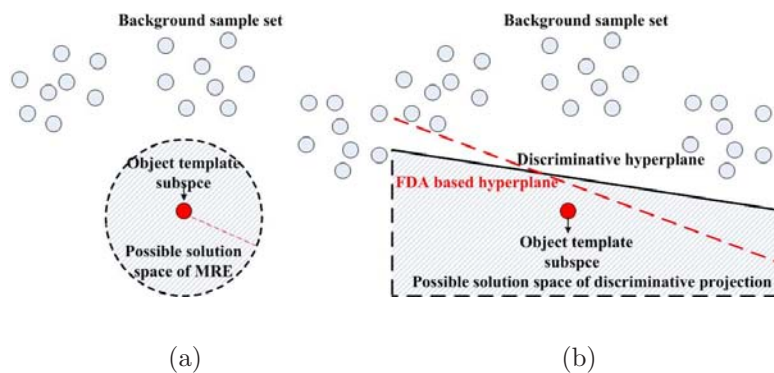 Background sample set
Object template
subspce
Possible solution
space of MRE
(a)
Background sample set
Discriminative hyperplane
FDA based hyperplane
Object template
subspce
Possible solution space of discriminative projection
(b)